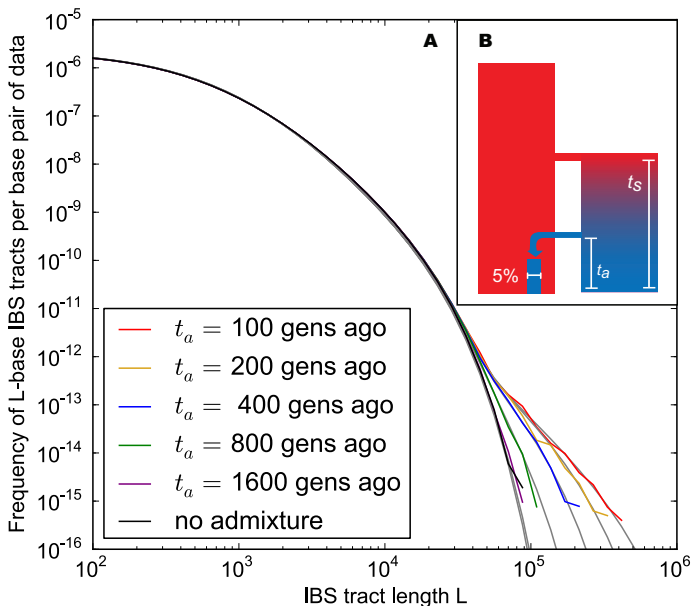 A
B
10^-5
10^-6
10^-7
10^-8
10^-9
10^-10
10^-11
10^-12
10^-13
10^-14
10^-15
10^-16
Frequency of L-base IBS tracts per base pair of data
t_s
t_a
5%
t_a = 100 gens ago
t_a = 200 gens ago
t_a = 400 gens ago
t_a = 800 gens ago
t_a = 1600 gens ago
no admixture
10^2
10^3
10^4
10^5
10^6
IBS tract length L